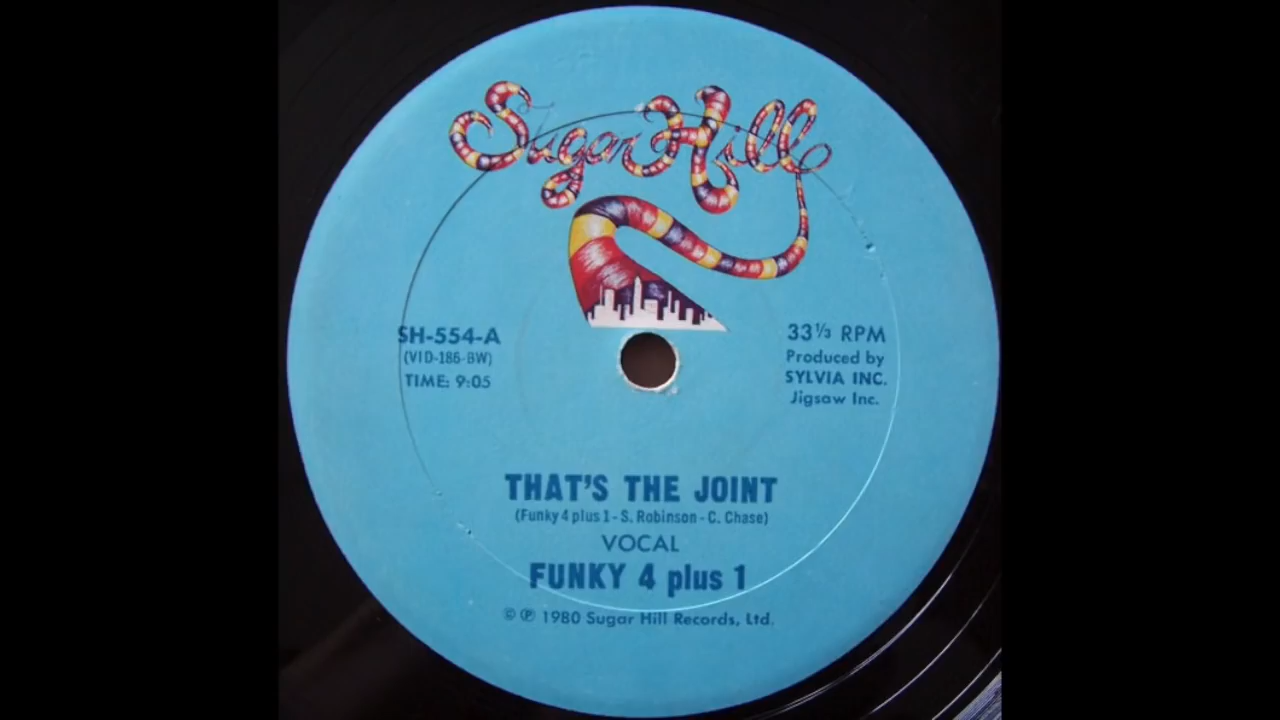 Sugar Hill
SH-554-A
(VID-186-BW)
TIME: 9:05
33⅓ RPM
Produced by
SYLVIA INC.
Jigsaw Inc.
THAT'S THE JOINT
(Funky 4 plus 1 - S. Robinson - C. Chase)
VOCAL
FUNKY 4 plus 1
© ℗ 1980 Sugar Hill Records, Ltd.